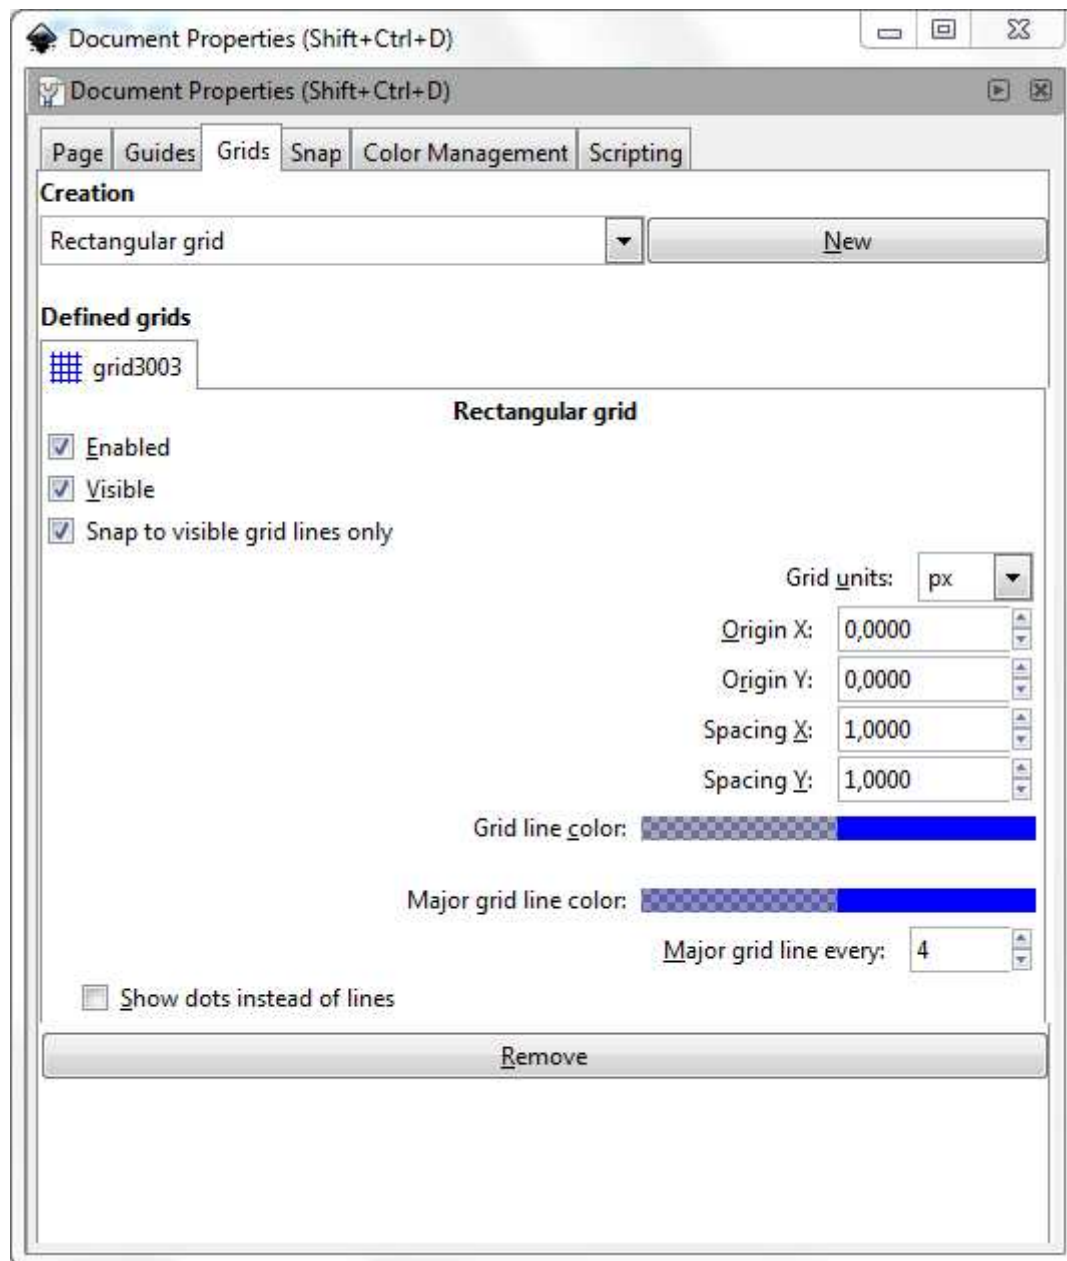 Document Properties (Shift+Ctrl+D)
Document Properties (Shift+Ctrl+D)
Page Guides Grids Snap Color Management Scripting
Creation
Rectangular grid New
Defined grids
grid3003
Rectangular grid
Enabled
Visible
Snap to visible grid lines only
Grid units: px
Origin X: 0,0000
Origin Y: 0,0000
Spacing X: 1,0000
Spacing Y: 1,0000
Grid line color:
Major grid line color:
Major grid line every: 4
Show dots instead of lines
Remove